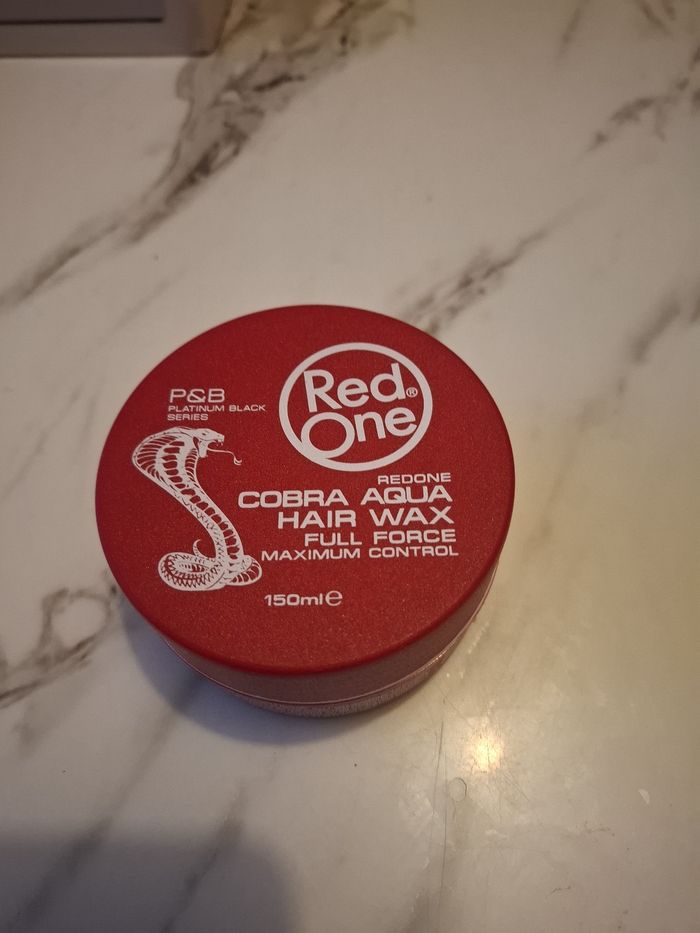 P&B
PLATINUM BLACK
SERIES
Red®
One
REDONE
COBRA AQUA
HAIR WAX
FULL FORCE
MAXIMUM CONTROL
150ml℮